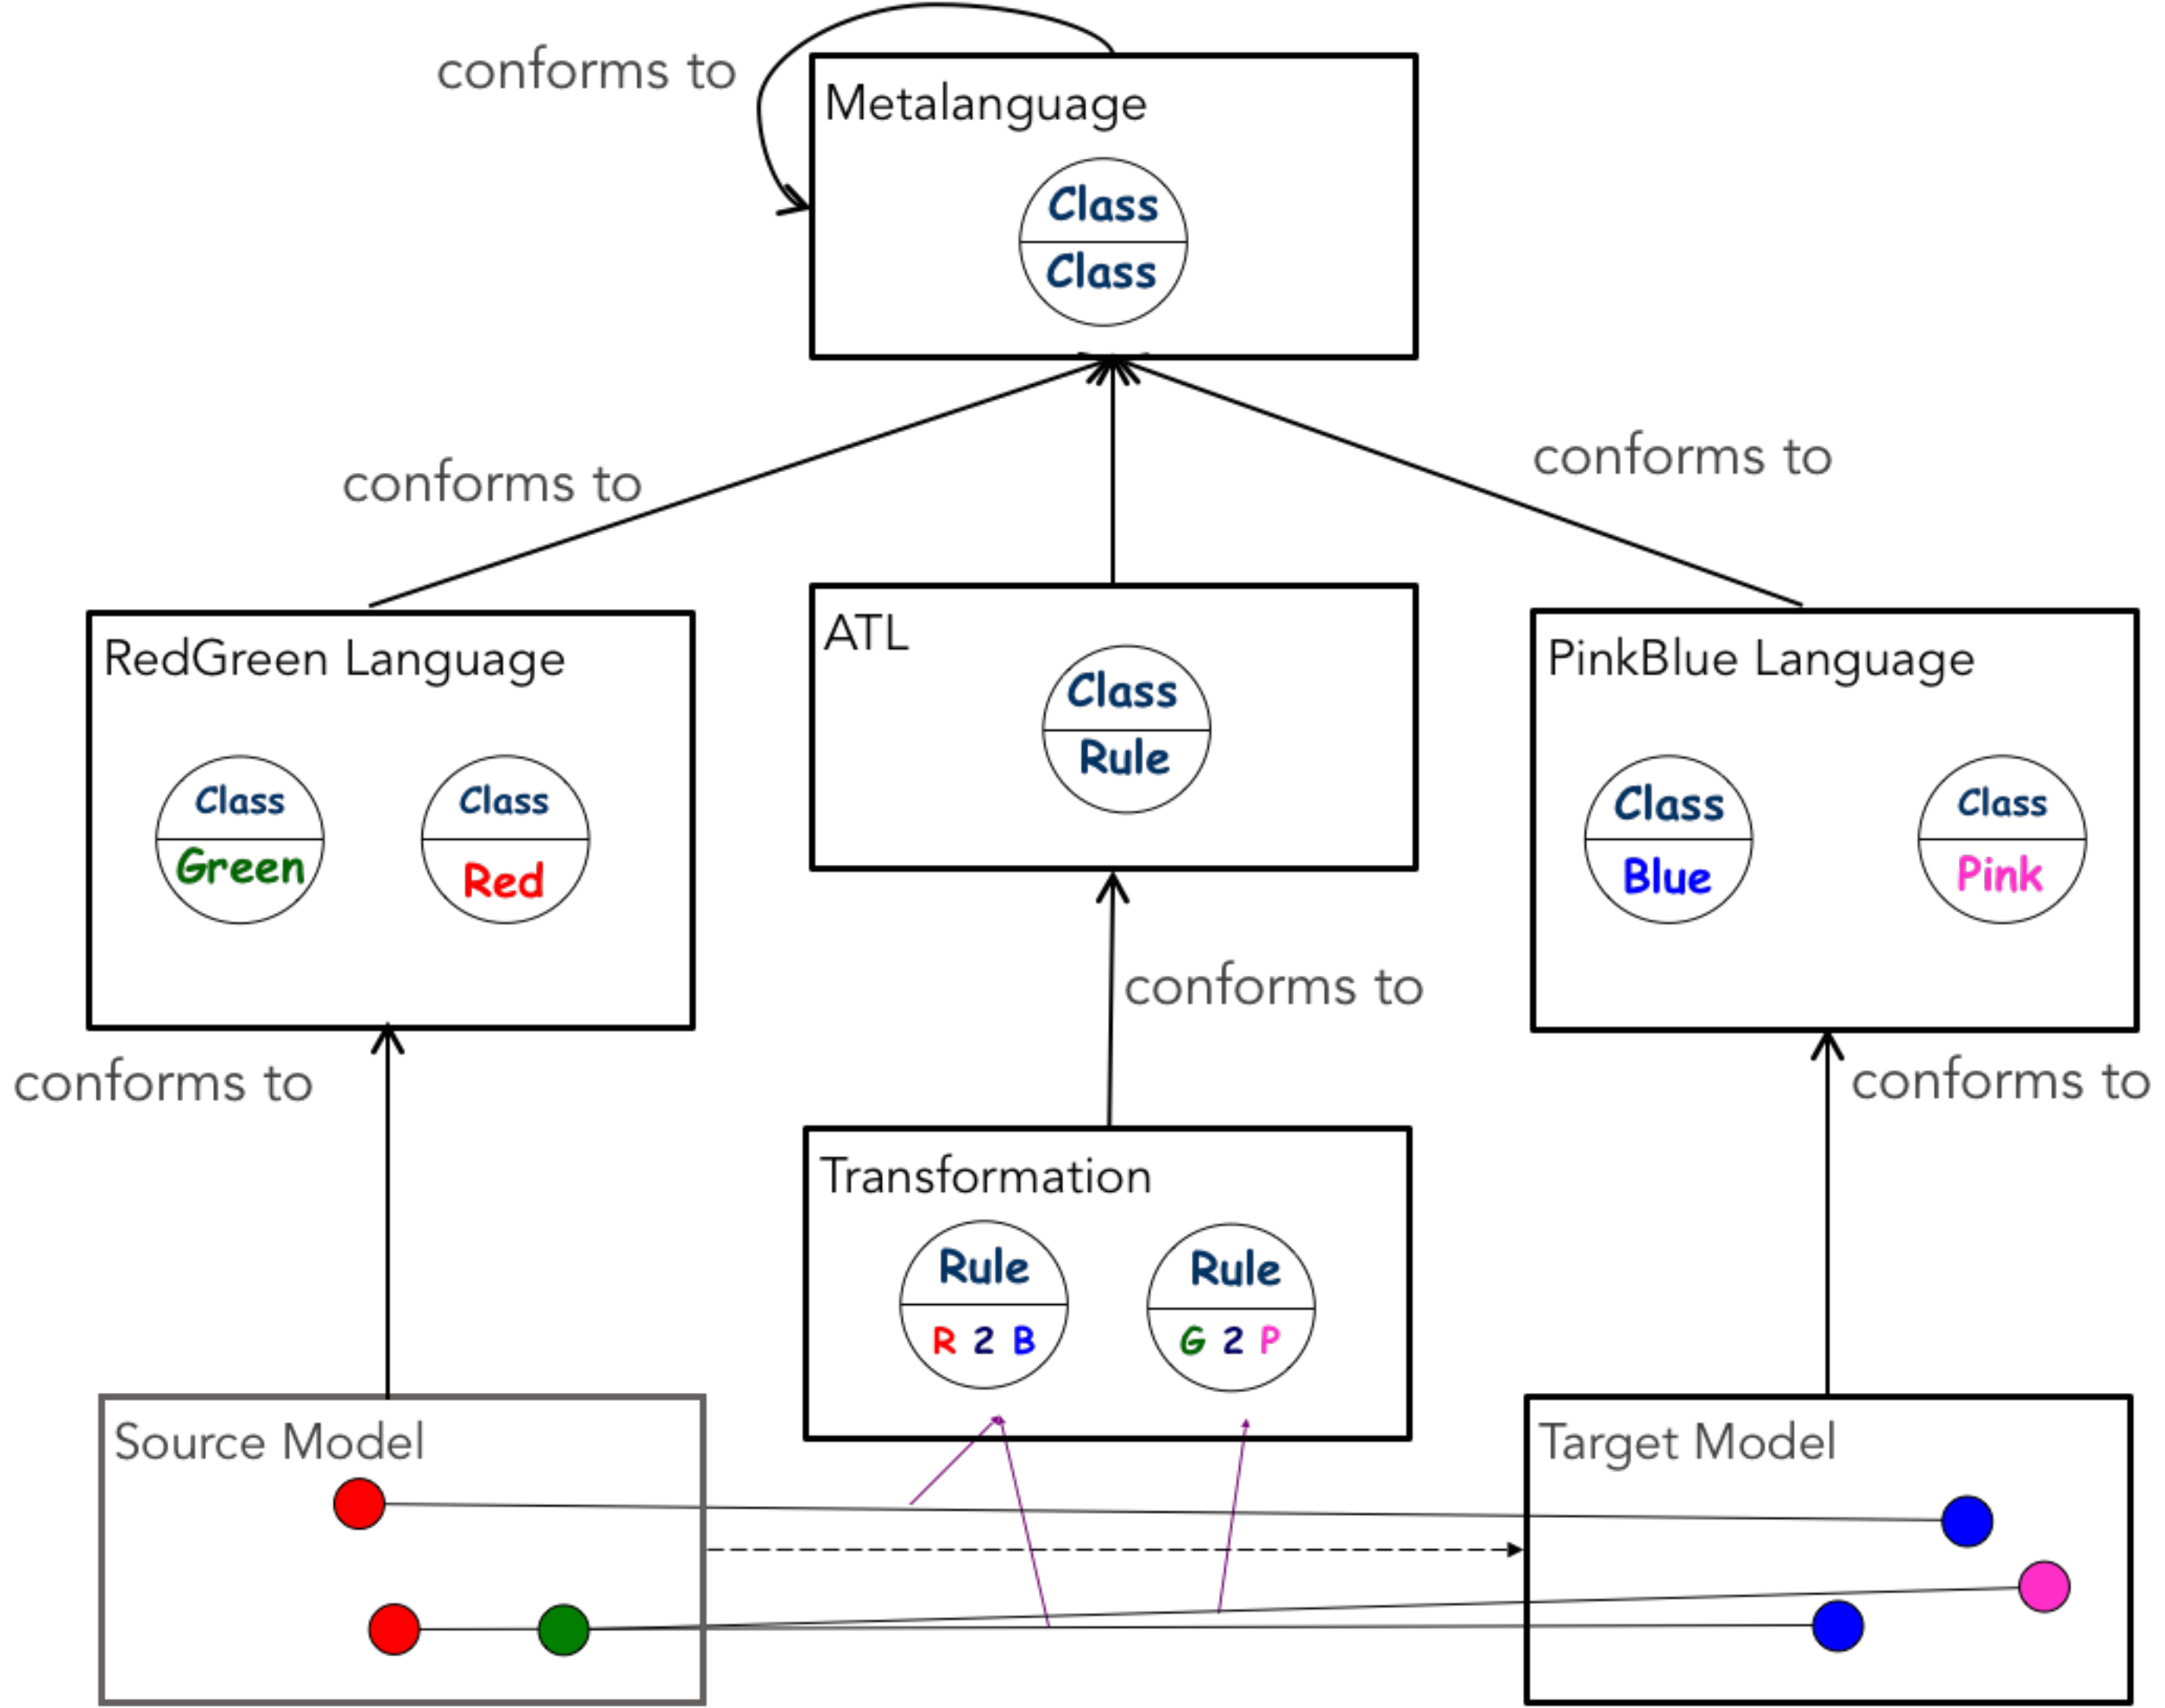 conforms to
Metalanguage
Class
Class
conforms to
conforms to
RedGreen Language
Class
Green
Class
Red
ATL
Class
Rule
PinkBlue Language
Class
Blue
Class
Pink
conforms to
conforms to
conforms to
Transformation
Rule
R 2 B
Rule
G 2 P
Source Model
Target Model